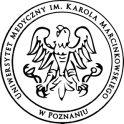 UNIWERSYTET MEDYCZNY IM. KAROLA MARCINKOWSKIEGO
W POZNANIU